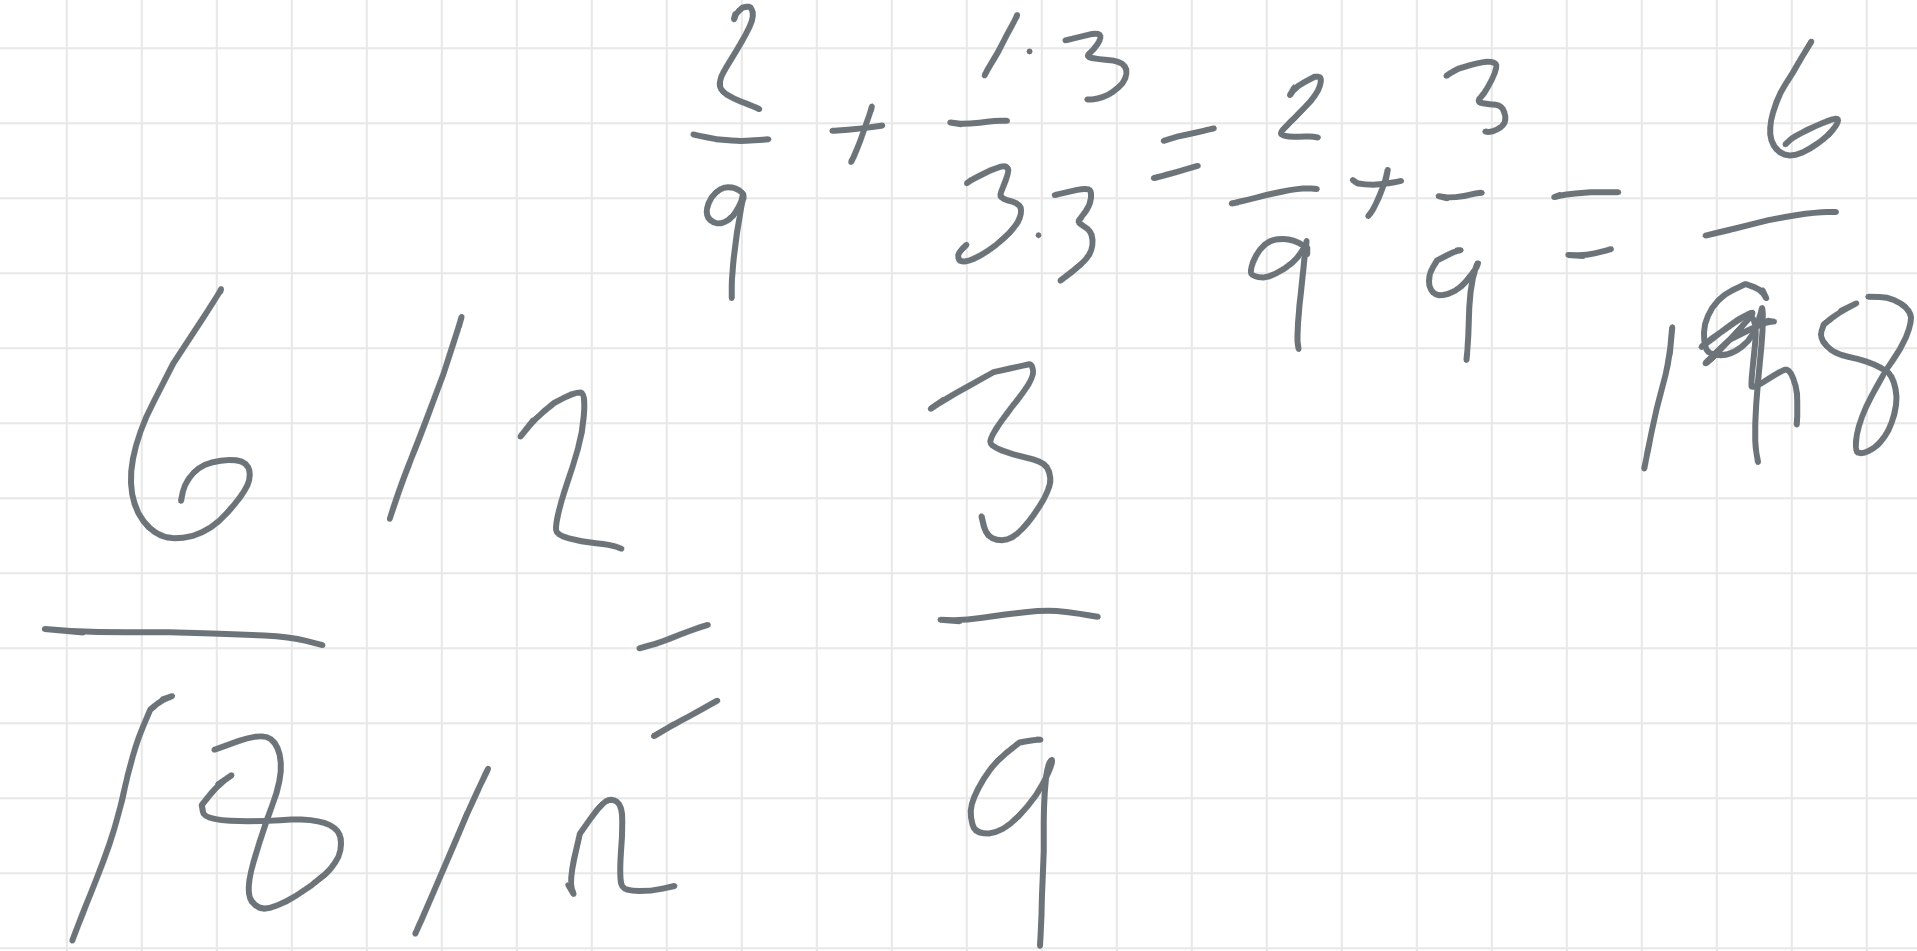 2/9 + 1·3/3·3 = 2/9 + 3/9 = 6/18
6/2 / 18/2 = 3/9